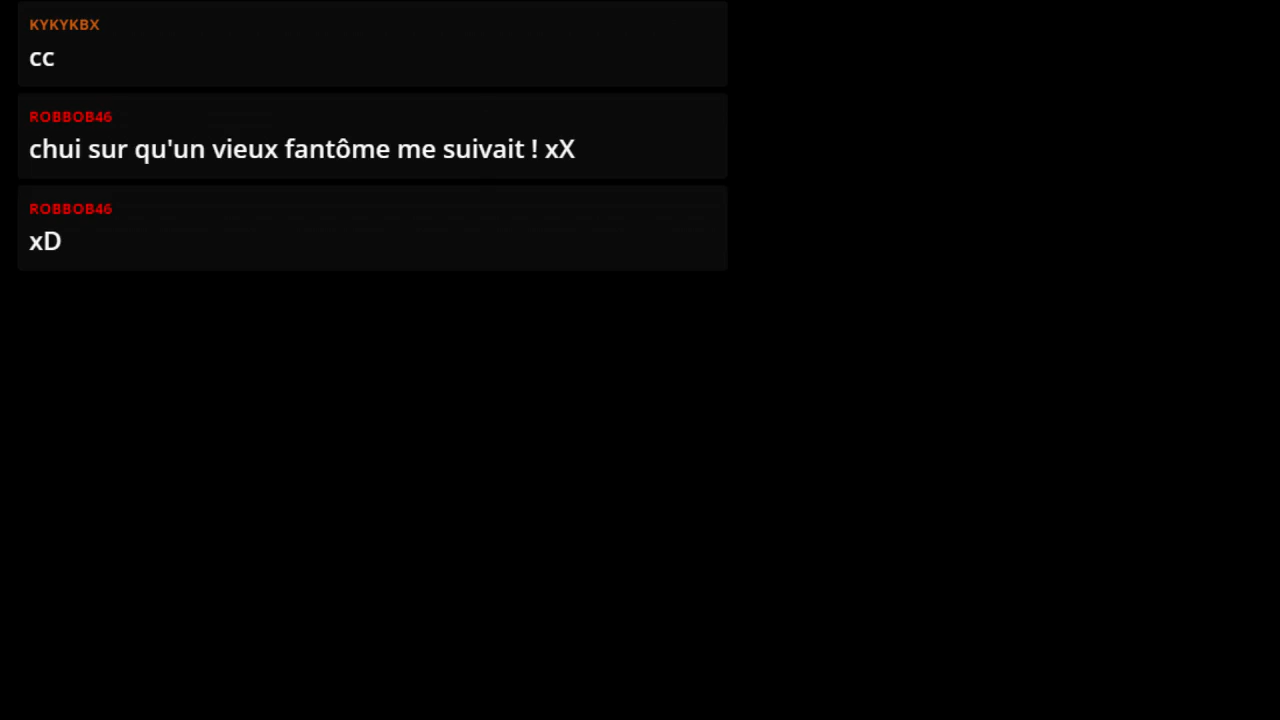 KYKYKBX
cc
ROBBOB46
chui sur qu'un vieux fantôme me suivait ! xX
ROBBOB46
xD